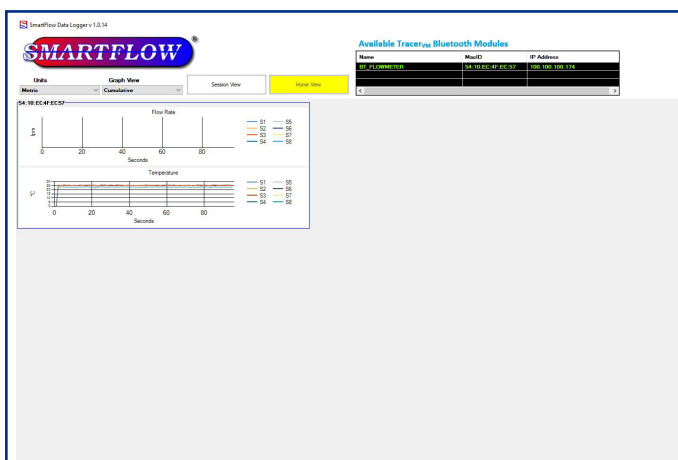 SmartFlow Data Logger v 1.0.14
SMARTFLOW®
Available TracerVM Bluetooth Modules
Name MacID IP Address
BT_FLOWMETER 54:10:EC:4F:EC:57 100.100.100.174
Units Graph View
Metric Cumulative Session View Home View
54:10:EC:4F:EC:57
Flow Rate
lpm
S1 S5
S2 S6
S3 S7
S4 S8
0 20 40 60 80
Seconds
Temperature
°C
S1 S5
S2 S6
S3 S7
S4 S8
0 20 40 60 80
Seconds